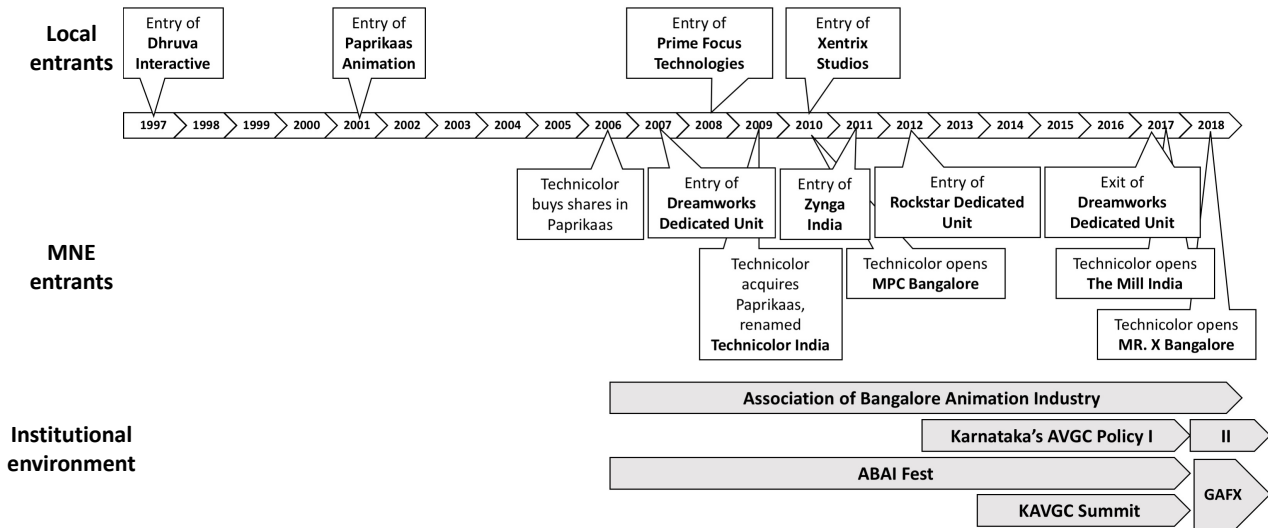 Local
entrants
Entry of
Dhruva
Interactive
Entry of
Paprikaas
Animation
Entry of
Prime Focus
Technologies
Entry of
Xentrix
Studios
1997 1998 1999 2000 2001 2002 2003 2004 2005 2006 2007 2008 2009 2010 2011 2012 2013 2014 2015 2016 2017 2018
MNE
entrants
Technicolor
buys shares in
Paprikaas
Entry of
Dreamworks
Dedicated Unit
Entry of
Zynga
India
Entry of
Rockstar Dedicated
Unit
Exit of
Dreamworks
Dedicated Unit
Technicolor
acquires
Paprikaas,
renamed
Technicolor India
Technicolor opens
MPC Bangalore
Technicolor opens
The Mill India
Technicolor opens
MR. X Bangalore
Institutional
environment
Association of Bangalore Animation Industry
Karnataka's AVGC Policy I
II
ABAI Fest
GAFX
KAVGC Summit